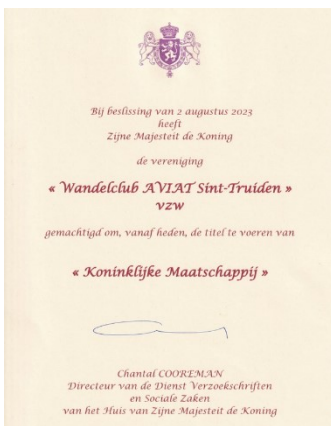 Bij beslissing van 2 augustus 2023
heeft
Zijne Majesteit de Koning
de vereniging
« Wandelclub AVIAT Sint-Truiden »
vzw
gemachtigd om, vanaf heden, de titel te voeren van
« Koninklijke Maatschappij »
Chantal COOREMAN
Directeur van de Dienst Verzoekschriften
en Sociale Zaken
van het Huis van Zijne Majesteit de Koning